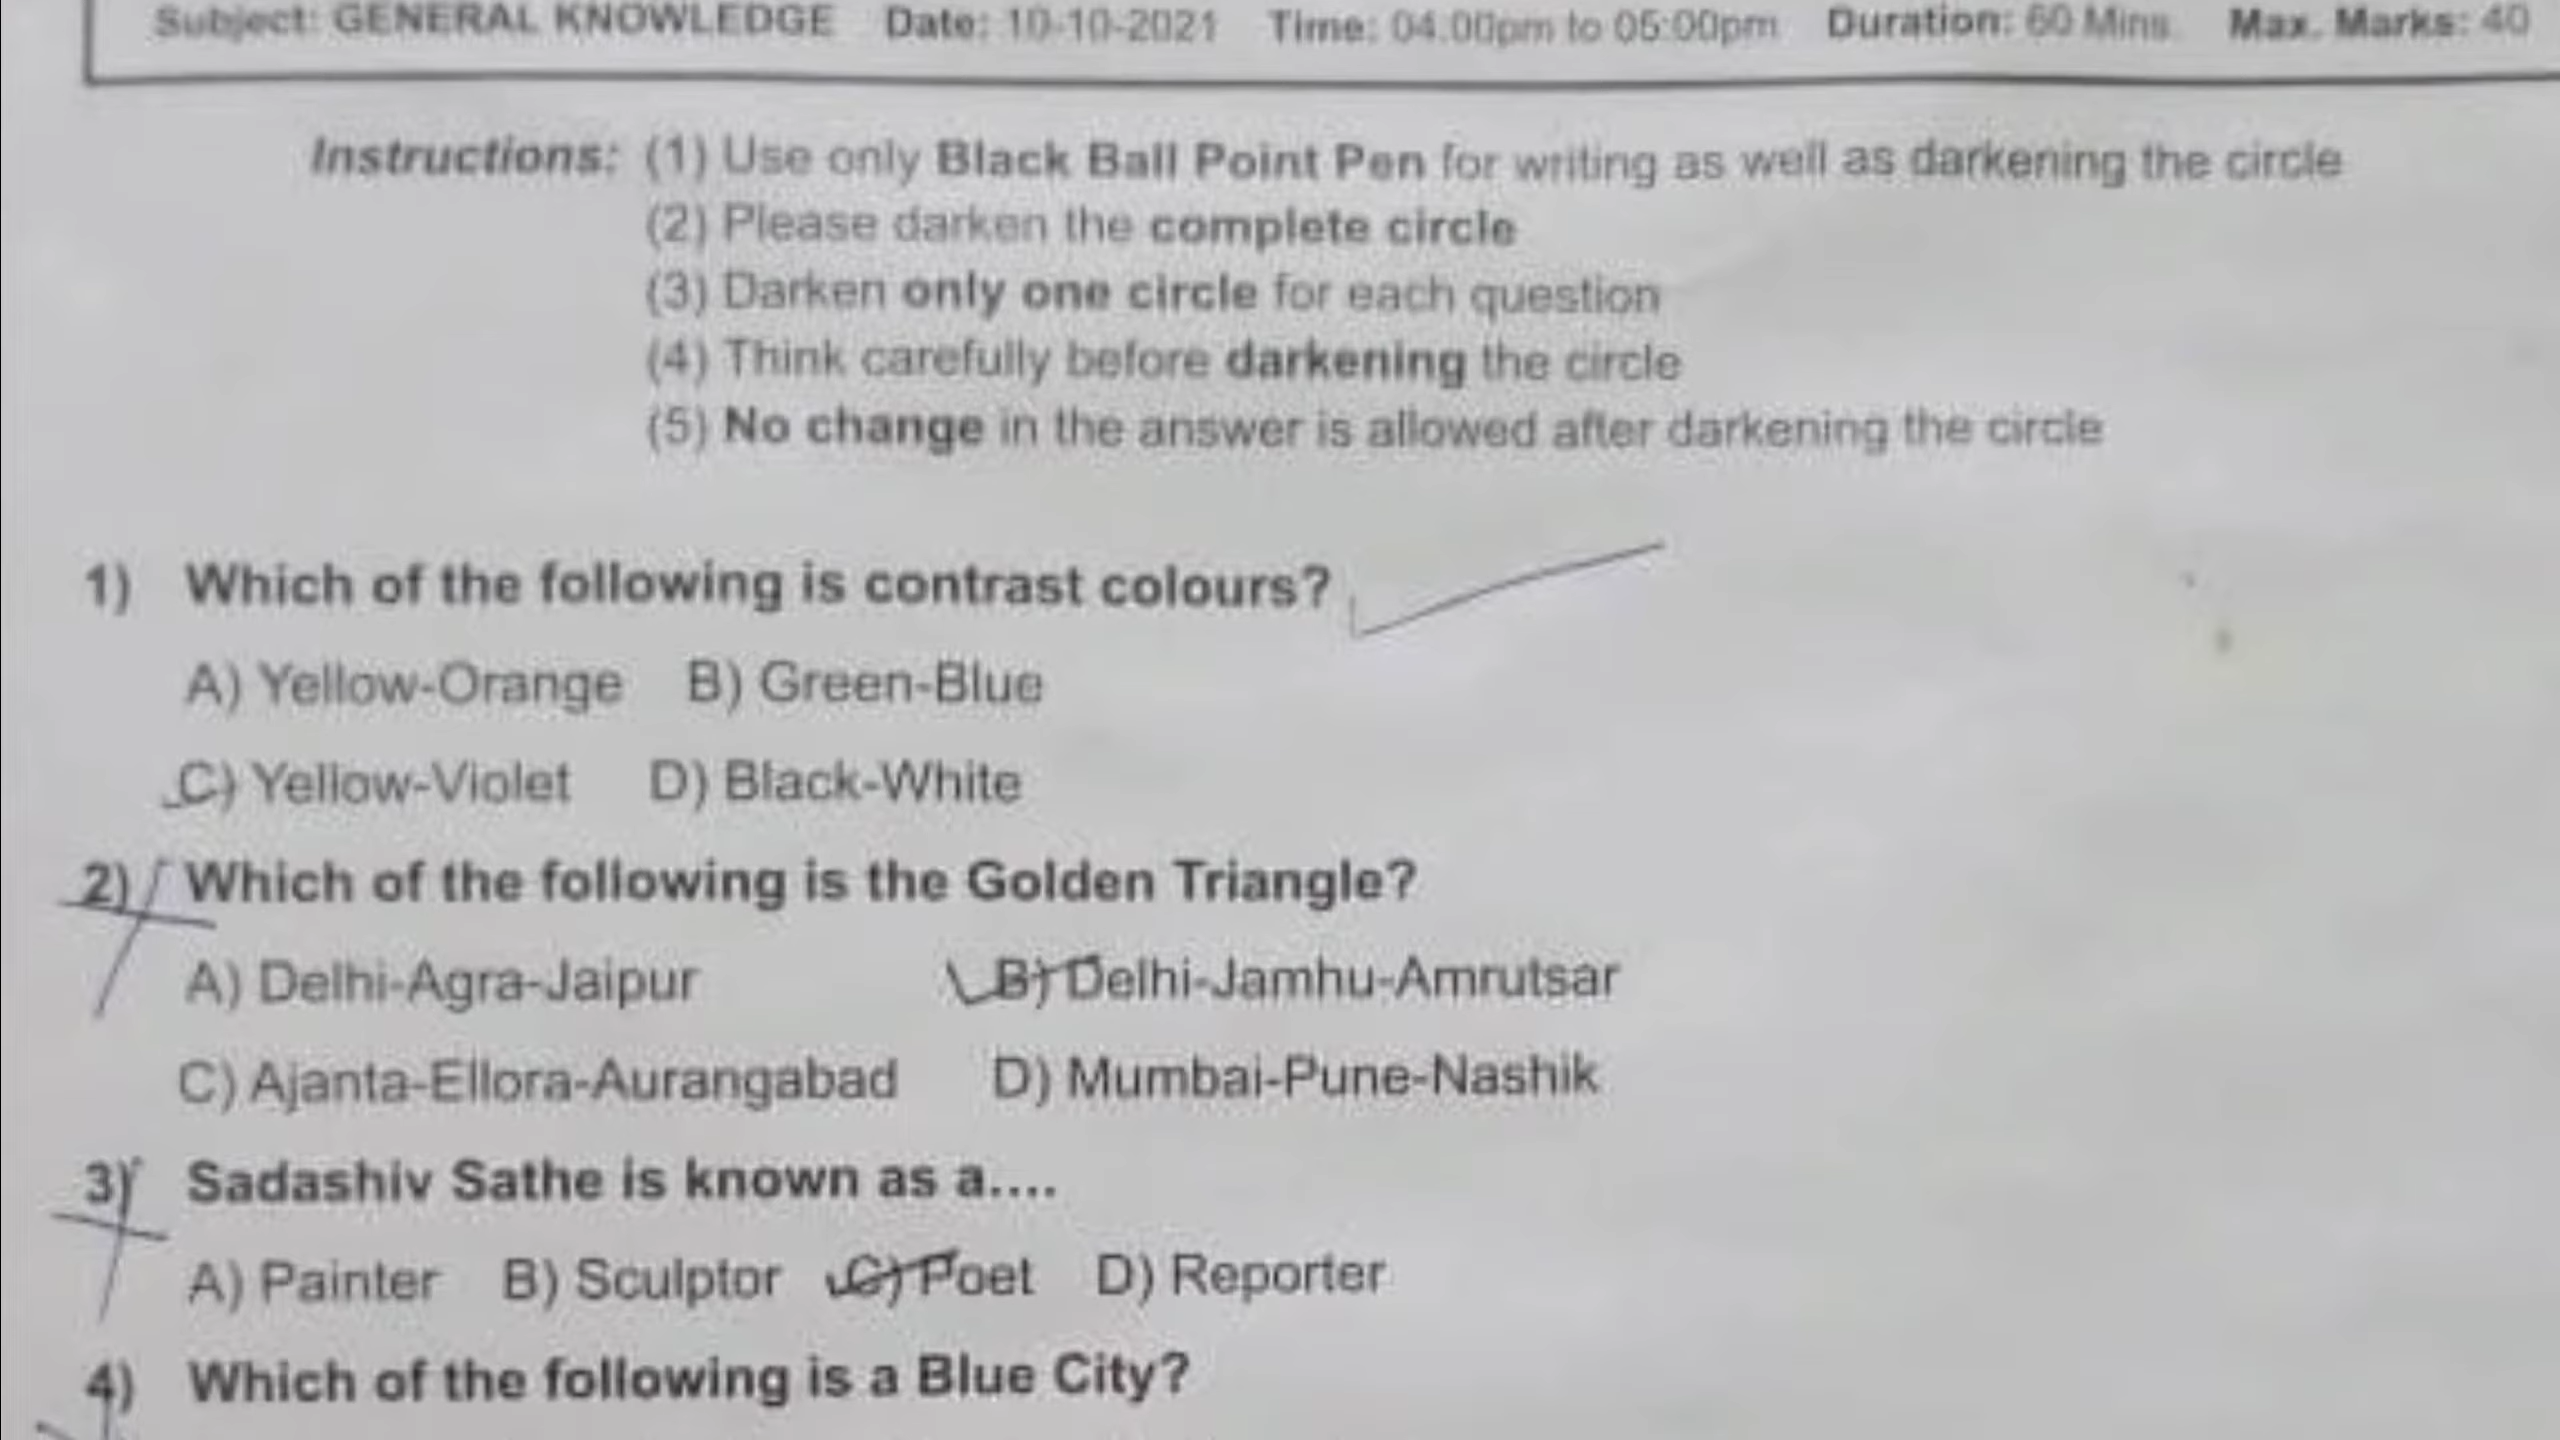 Subject: GENERAL KNOWLEDGE Date: 10-10-2021 Time: 04.00pm to 05:00pm Duration: 60 Mins. Max. Marks: 40
Instructions: (1) Use only Black Ball Point Pen for writing as well as darkening the circle
(2) Please darken the complete circle
(3) Darken only one circle for each question
(4) Think carefully before darkening the circle
(5) No change in the answer is allowed after darkening the circle
1) Which of the following is contrast colours?
A) Yellow-Orange B) Green-Blue
C) Yellow-Violet D) Black-White
2) Which of the following is the Golden Triangle?
A) Delhi-Agra-Jaipur B) Delhi-Jamhu-Amrutsar
C) Ajanta-Ellora-Aurangabad D) Mumbai-Pune-Nashik
3) Sadashiv Sathe is known as a....
A) Painter B) Sculptor C) Poet D) Reporter
4) Which of the following is a Blue City?